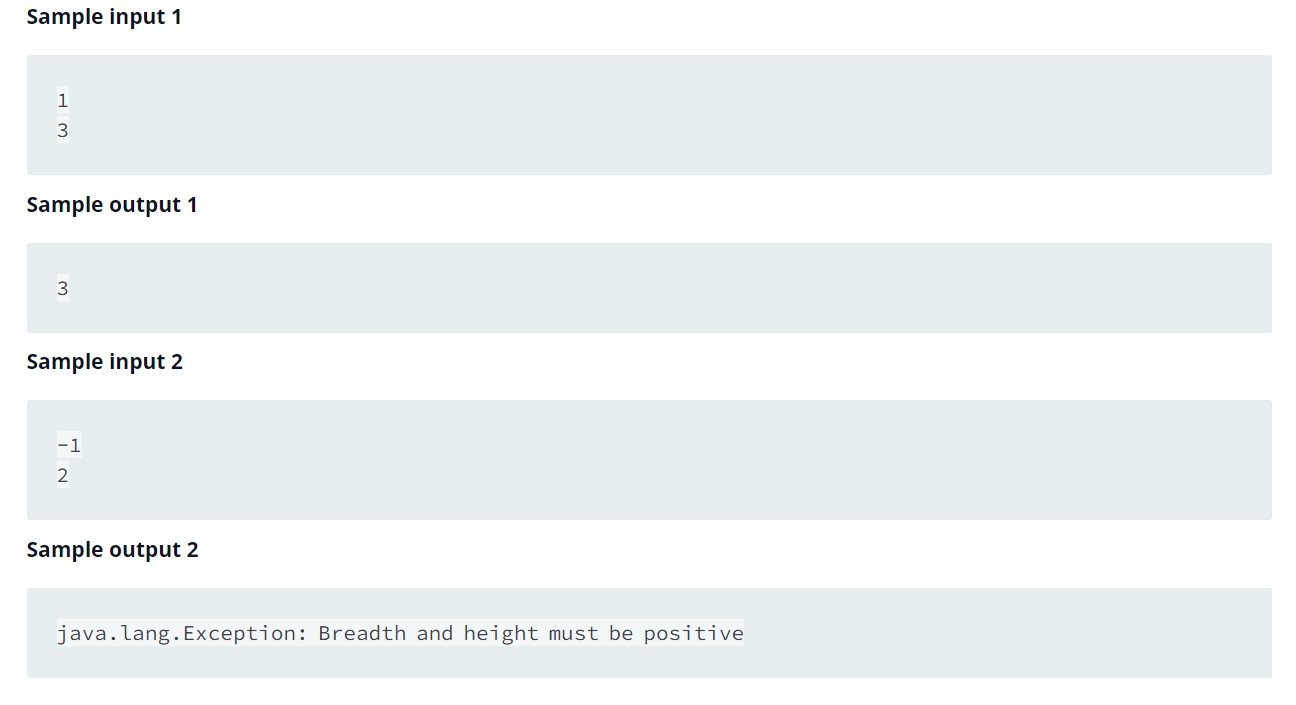 Sample input 1
1
3
Sample output 1
3
Sample input 2
-1
2
Sample output 2
java.lang.Exception: Breadth and height must be positive